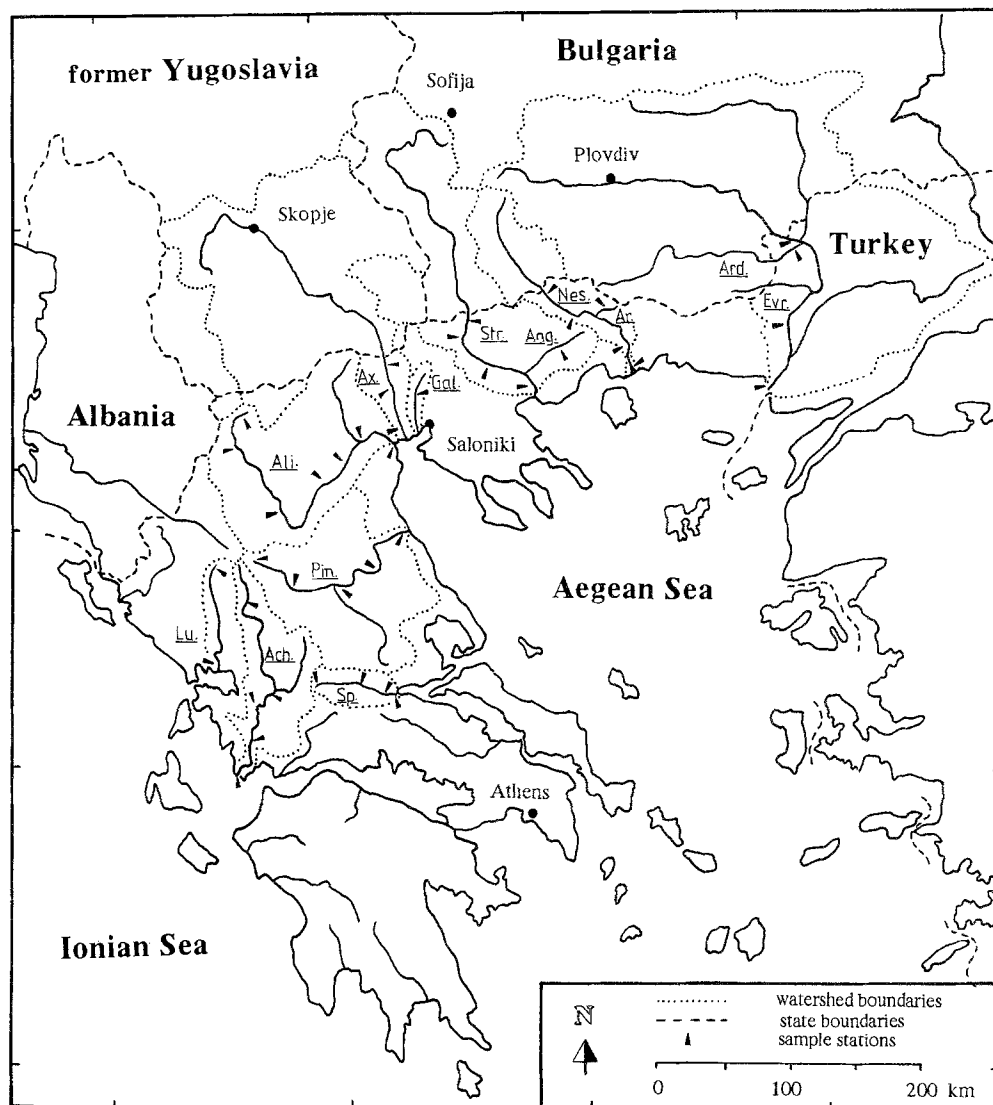 Bulgaria
former Yugoslavia
Sofija
Plovdiv
Skopje
Turkey
Ard.
Nes.
Evr.
Ar.
Str.
Ang.
Ax.
Gal.
Albania
Saloniki
Ali.
Pin.
Aegean Sea
Lu.
Ach.
Sp.
Athens
Ionian Sea
N
watershed boundaries
state boundaries
sample stations
0 100 200 km